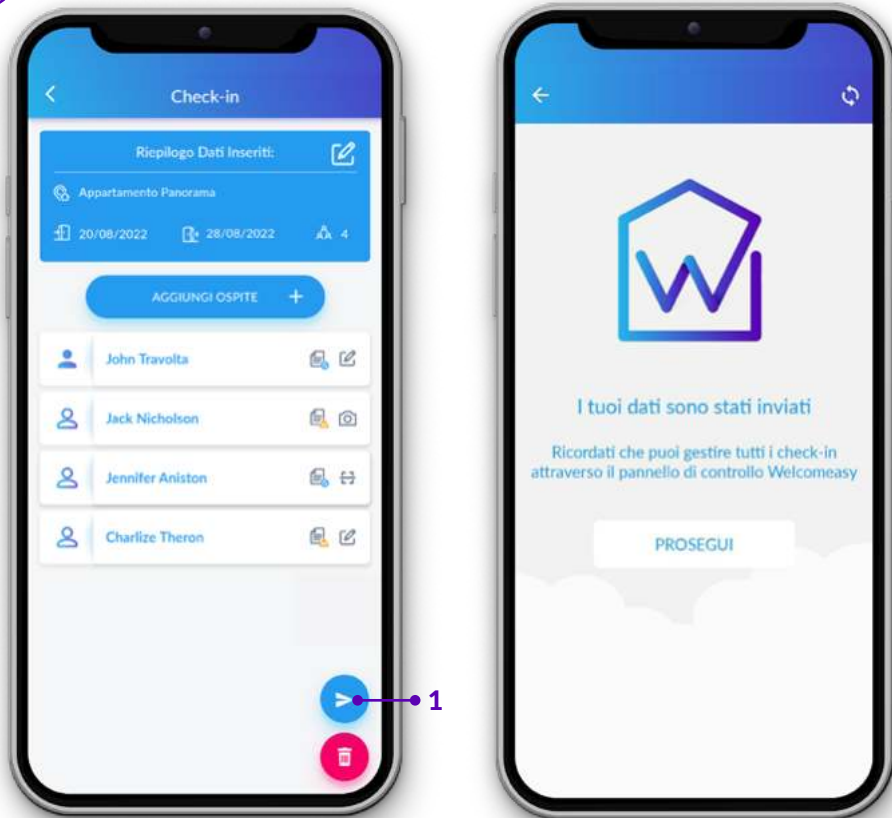 Check-in
Riepilogo Dati Inseriti:
Appartamento Panorama
20/08/2022 28/08/2022 4
AGGIUNGI OSPITE +
John Travolta
Jack Nicholson
Jennifer Aniston
Charlize Theron
1
I tuoi dati sono stati inviati
Ricordati che puoi gestire tutti i check-in
attraverso il pannello di controllo Welcomeasy
PROSEGUI